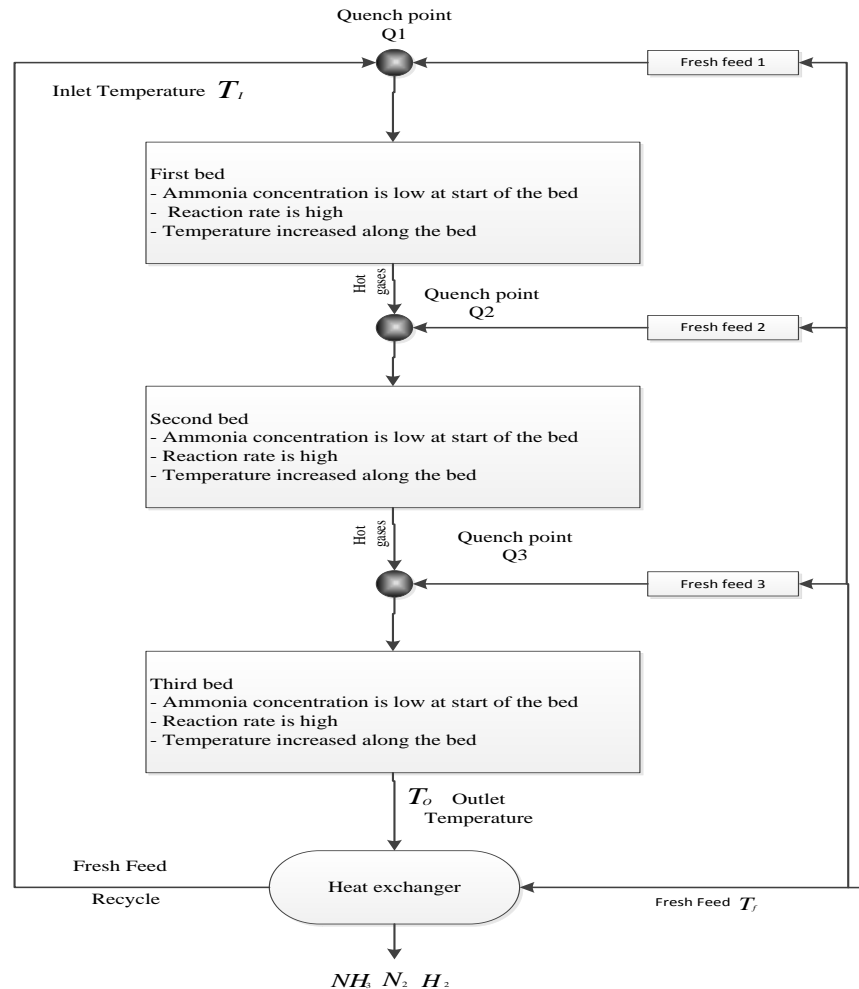 Quench point
Q1
Fresh feed 1
Inlet Temperature T_I
First bed
- Ammonia concentration is low at start of the bed
- Reaction rate is high
- Temperature increased along the bed
Hot
gases
Quench point
Q2
Fresh feed 2
Second bed
- Ammonia concentration is low at start of the bed
- Reaction rate is high
- Temperature increased along the bed
Hot
gases
Quench point
Q3
Fresh feed 3
Third bed
- Ammonia concentration is low at start of the bed
- Reaction rate is high
- Temperature increased along the bed
T_O Outlet
Temperature
Fresh Feed
Recycle
Heat exchanger
Fresh Feed T_f
NH₃ N₂ H₂